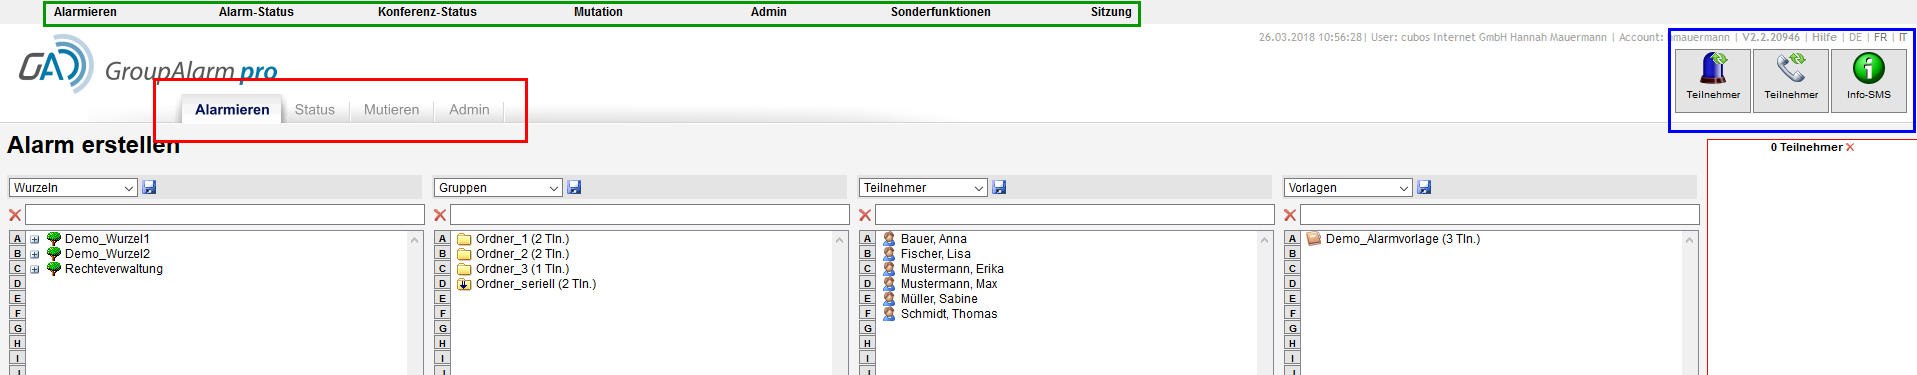 Alarmieren Alarm-Status Konferenz-Status Mutation Admin Sonderfunktionen Sitzung
26.03.2018 10:56:28| User: cubos Internet GmbH Hannah Mauermann | Account: hmauermann | V2.2.20946 | Hilfe | DE | FR | IT
GroupAlarm pro
Teilnehmer Teilnehmer Info-SMS
Alarmieren Status Mutieren Admin
Alarm erstellen
0 Teilnehmer
Wurzeln Gruppen Teilnehmer Vorlagen
A Demo_Wurzel1 A Ordner_1 (2 Tln.) A Bauer, Anna A Demo_Alarmvorlage (3 Tln.)
B Demo_Wurzel2 B Ordner_2 (2 Tln.) B Fischer, Lisa B
C Rechteverwaltung C Ordner_3 (1 Tln.) C Mustermann, Erika C
D D Ordner_seriell (2 Tln.) D Mustermann, Max D
E E E Müller, Sabine E
F F F Schmidt, Thomas F
G G G G
H H H H
I I I I